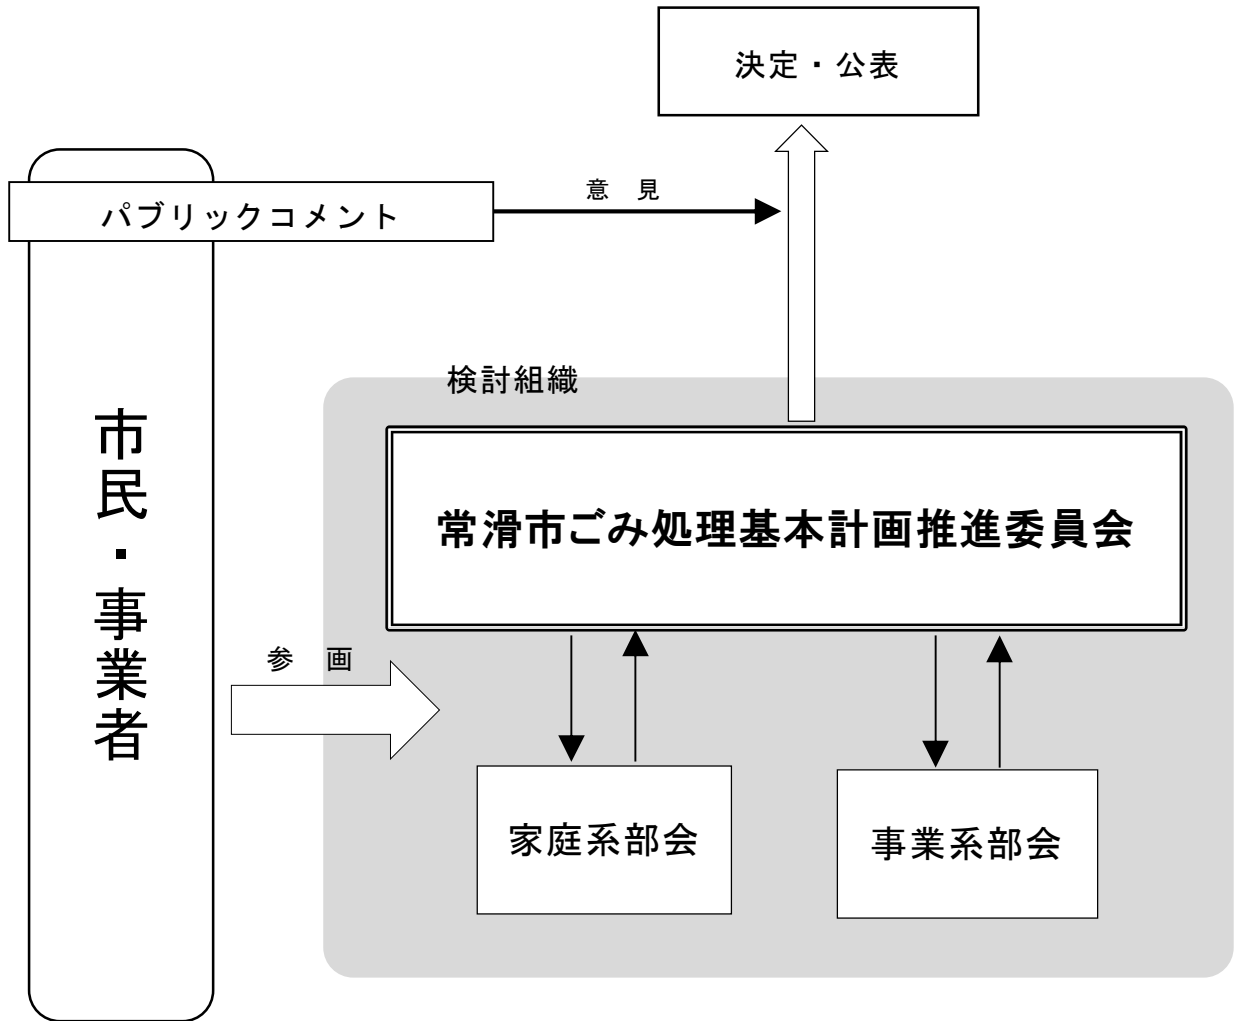 決定・公表
意　見
パブリックコメント
検討組織
市民・事業者
常滑市ごみ処理基本計画推進委員会
参　画
家庭系部会
事業系部会